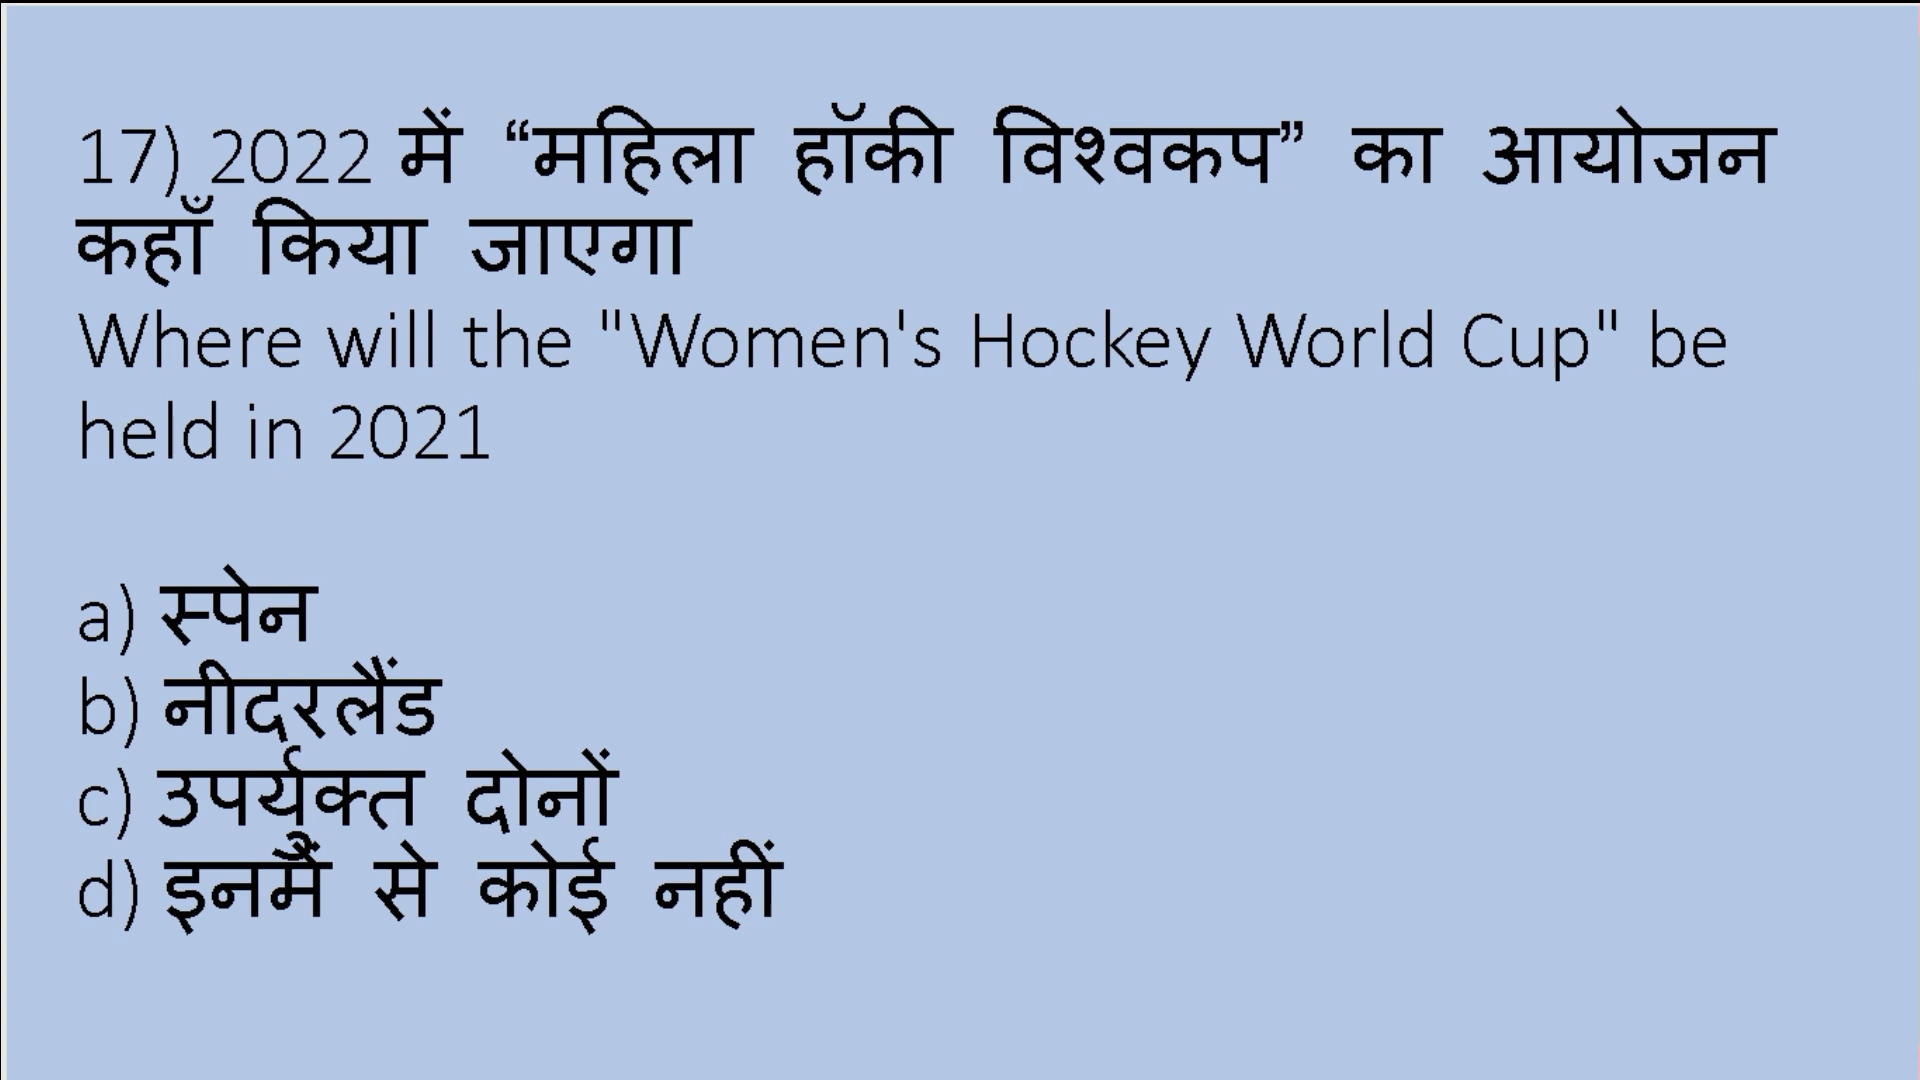 17) 2022 में “महिला हॉकी विश्वकप” का आयोजन
कहाँ किया जाएगा
Where will the "Women's Hockey World Cup" be
held in 2021
a) स्पेन
b) नीदरलैंड
c) उपर्युक्त दोनों
d) इनमें से कोई नहीं